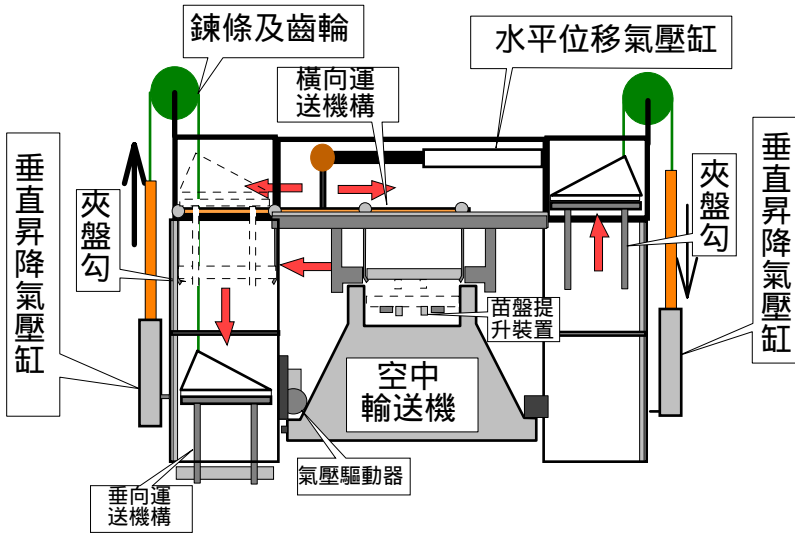 鍊條及齒輪
水平位移氣壓缸
橫向運
送機構
垂直昇降氣壓缸
夾盤勾
夾盤勾
垂直昇降氣壓缸
苗盤提
升裝置
空中
輸送機
氣壓驅動器
垂向運
送機構